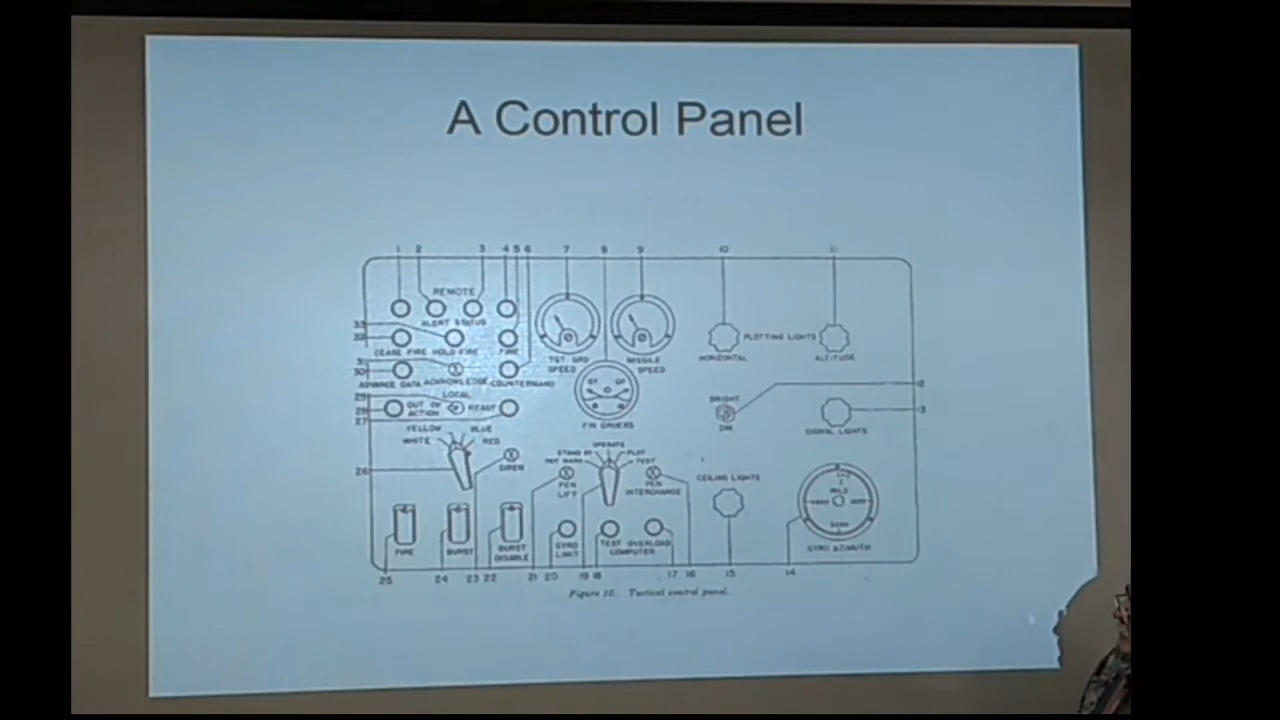 A Control Panel
1 2 3 4 5 6 7 8 9 10 11
REMOTE
ALERT STATUS
33
32
CEASE FIRE HOLD FIRE FIRE
TGT. GRD SPEED
MISSILE SPEED
HORIZONTAL
PLOTTING LIGHTS
ALTITUDE
31
30
ADVANCE DATA ACKNOWLEDGE COUNTERMAND
29
LOCAL
28
OUT OF ACTION
READY
27
FIN ORDERS
BRIGHT
DIM
12
13
SIGNAL LIGHTS
YELLOW BLUE
WHITE RED
26
SIREN
OPERATE
STAND BY PLOT
TEST
PEN LIFT
PEN INTERCHANGE
CEILING LIGHTS
MILS
4800 1600
3200
GYRO AZIMUTH
FIRE
BURST
BURST DISABLE
GYRO LIMIT
TEST OVERLOAD
COMPUTER
25 24 23 22 21 20 19 18 17 16 15 14
Figure 10. Tactical control panel.